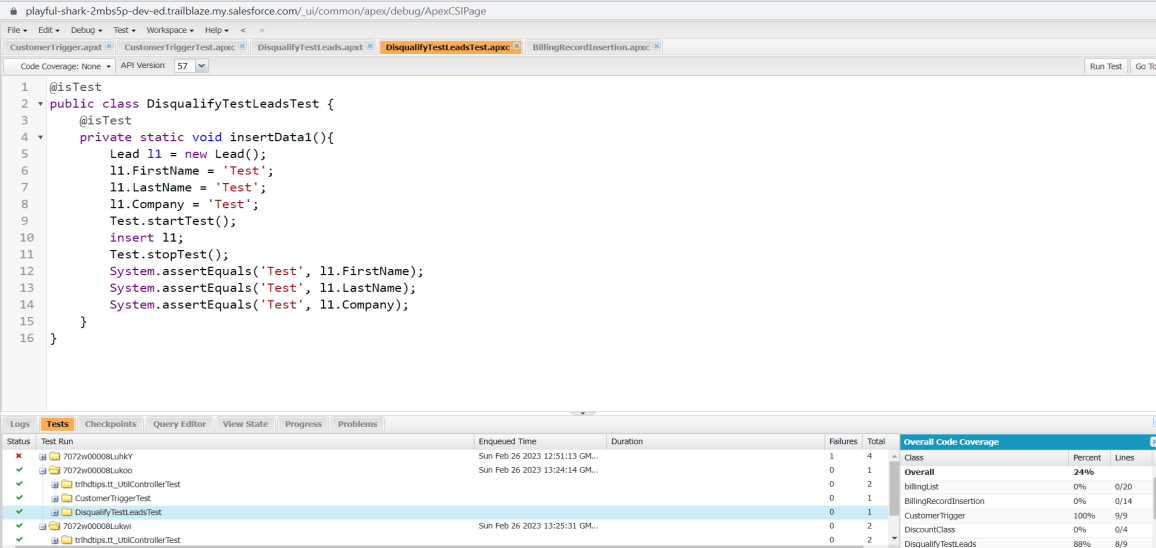 playful-shark-2mbs5p-dev-ed.trailblaze.my.salesforce.com/_ui/common/apex/debug/ApexCSIPage
File Edit Debug Test Workspace Help < >
CustomerTrigger.apxt CustomerTriggerTest.apxc DisqualifyTestLeads.apxt DisqualifyTestLeadsTest.apxc BillingRecordInsertion.apxc
Code Coverage: None API Version: 57 Run Test Go To
1 @isTest
2 public class DisqualifyTestLeadsTest {
3 @isTest
4 private static void insertData1(){
5 Lead l1 = new Lead();
6 l1.FirstName = 'Test';
7 l1.LastName = 'Test';
8 l1.Company = 'Test';
9 Test.startTest();
10 insert l1;
11 Test.stopTest();
12 System.assertEquals('Test', l1.FirstName);
13 System.assertEquals('Test', l1.LastName);
14 System.assertEquals('Test', l1.Company);
15 }
16 }
Logs Tests Checkpoints Query Editor View State Progress Problems
Status Test Run Enqueued Time Duration Failures Total
7072w00008LuhkY Sun Feb 26 2023 12:51:13 GM... 1 4
7072w00008Lukoo Sun Feb 26 2023 13:24:14 GM... 0 1
trlhdtips.tt_UtilControllerTest 0 2
CustomerTriggerTest 0 1
DisqualifyTestLeadsTest 0 1
7072w00008Lukwi Sun Feb 26 2023 13:25:31 GM... 0 2
trlhdtips.tt_UtilControllerTest 0 2
Overall Code Coverage
Class Percent Lines
Overall 24%
billingList 0% 0/20
BillingRecordInsertion 0% 0/14
CustomerTrigger 100% 9/9
DiscountClass 0% 0/4
DisqualifyTestLeads 88% 8/9